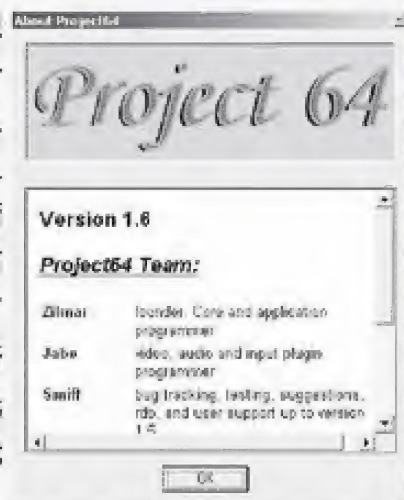 About Project64
Project 64
Version 1.6
Project64 Team:
Zilmar founder, Core and application
programmer
Jabo video, audio and input plugin
programmer
Smiff bug tracking, testing, suggestions,
rdb, and user support up to version
1.5
OK